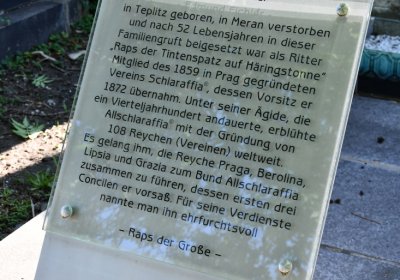 in Teplitz geboren, in Meran verstorben
und nach 52 Lebensjahren in dieser
Familiengruft beigesetzt war als Ritter
„Raps der Tintenspatz auf Häringstonne"
Mitglied des 1859 in Prag gegründeten
Vereins Schlaraffia®, dessen Vorsitz er
1872 übernahm. Unter seiner Ägide, die
ein Vierteljahrhundert andauerte, erblühte
Allschlaraffia® mit der Gründung von
108 Reychen (Vereinen) weltweit.
Es gelang ihm, die Reyche Praga, Berolina,
Lipsia und Grazia zum Bund Allschlaraffia
zusammen zu führen, dessen ersten drei
Concilen er vorsaß. Für seine Verdienste
nannte man ihn ehrfurchtsvoll
– Raps der Große –